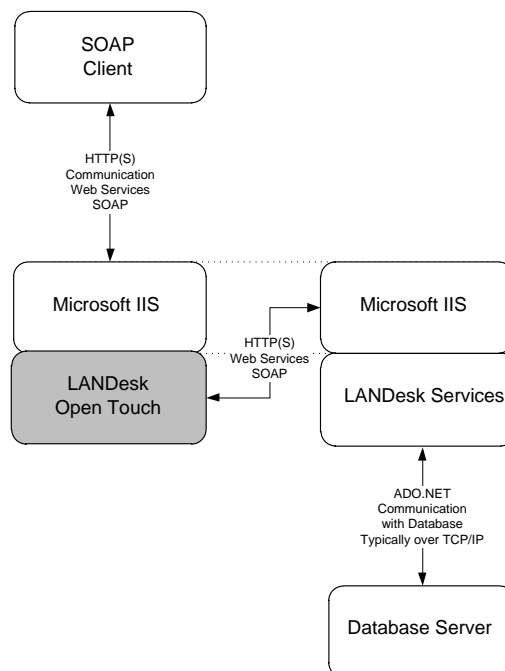 SOAP
Client
HTTP(S)
Communication
Web Services
SOAP
Microsoft IIS
Microsoft IIS
HTTP(S)
Web Services
SOAP
LANDesk
Open Touch
LANDesk Services
ADO.NET
Communication
with Database
Typically over TCP/IP
Database Server